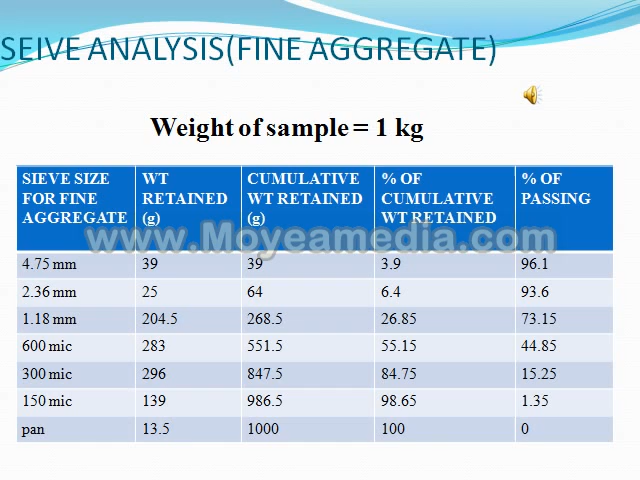 SEIVE ANALYSIS(FINE AGGREGATE)
Weight of sample = 1 kg
SIEVE SIZE FOR FINE AGGREGATE WT RETAINED (g) CUMULATIVE WT RETAINED (g) % OF CUMULATIVE WT RETAINED % OF PASSING
www.Moyeamedia.com
4.75 mm 39 39 3.9 96.1
2.36 mm 25 64 6.4 93.6
1.18 mm 204.5 268.5 26.85 73.15
600 mic 283 551.5 55.15 44.85
300 mic 296 847.5 84.75 15.25
150 mic 139 986.5 98.65 1.35
pan 13.5 1000 100 0